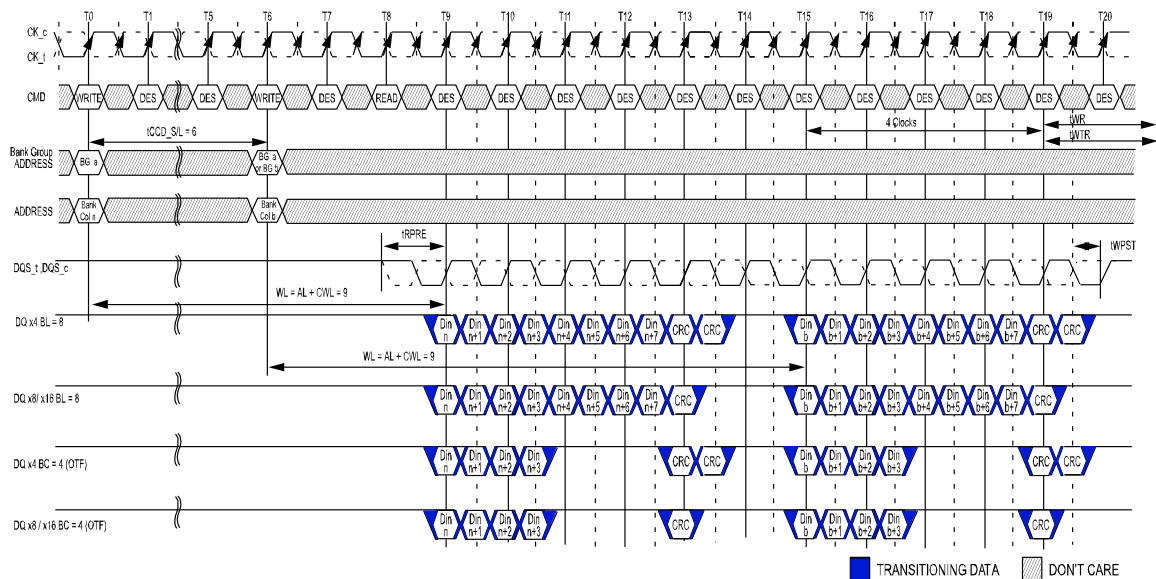 T0 T1 T5 T6 T7 T8 T9 T10 T11 T12 T13 T14 T15 T16 T17 T18 T19 T20
CK_c
CK_t
CMD WRITE DES DES WRITE DES READ DES DES DES DES DES DES DES DES DES DES DES DES
tCCD_S/L = 6
4 Clocks
tWR
tWTR
Bank Group
ADDRESS
BG a
BG a
or BG b
ADDRESS
Bank
Col n
Bank
Col b
tRPRE
tWPST
DQS_t ,DQS_c
WL = AL + CWL = 9
DQ x4 BL = 8
Din n Din n+1 Din n+2 Din n+3 Din n+4 Din n+5 Din n+6 Din n+7 CRC CRC Din b Din b+1 Din b+2 Din b+3 Din b+4 Din b+5 Din b+6 Din b+7 CRC CRC
WL = AL + CWL = 9
DQ x8/ x16 BL = 8
Din n Din n+1 Din n+2 Din n+3 Din n+4 Din n+5 Din n+6 Din n+7 CRC Din b Din b+1 Din b+2 Din b+3 Din b+4 Din b+5 Din b+6 Din b+7 CRC
DQ x4 BC = 4 (OTF)
Din n Din n+1 Din n+2 Din n+3 CRC CRC Din b Din b+1 Din b+2 Din b+3 CRC CRC
DQ x8 / x16 BC = 4 (OTF)
Din n Din n+1 Din n+2 Din n+3 CRC Din b Din b+1 Din b+2 Din b+3 CRC
TRANSITIONING DATA
DON'T CARE